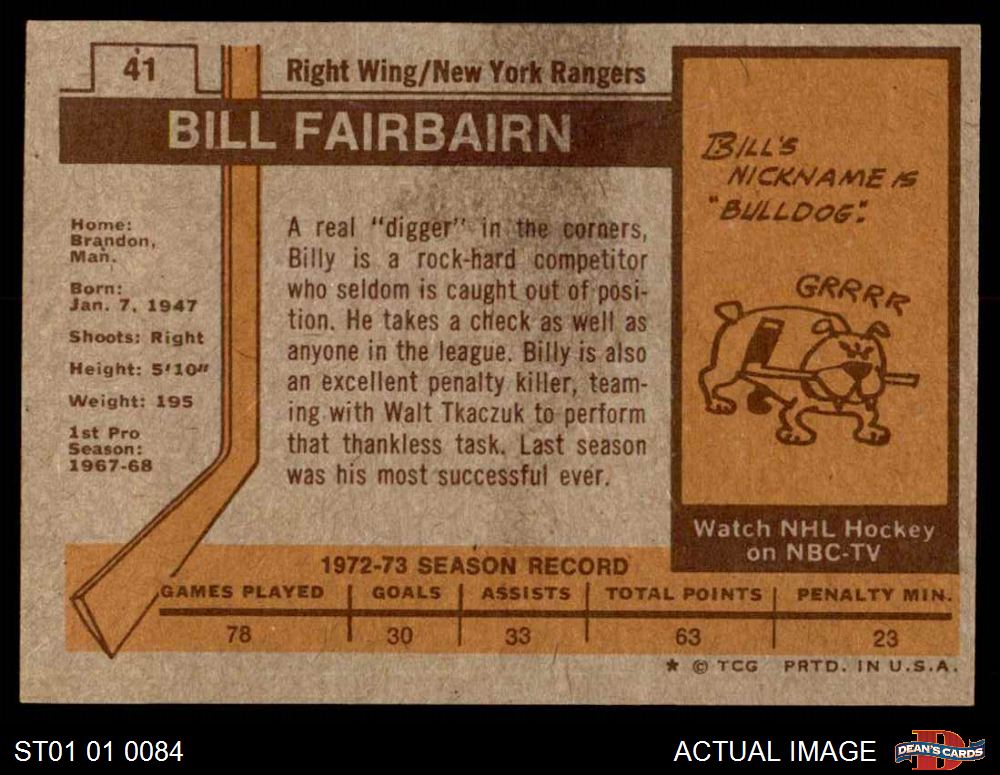 41
Right Wing/New York Rangers
BILL FAIRBAIRN
Home:
Brandon,
Man.
Born:
Jan. 7, 1947
Shoots: Right
Height: 5'10"
Weight: 195
1st Pro
Season:
1967-68
A real "digger" in the corners,
Billy is a rock-hard competitor
who seldom is caught out of posi-
tion. He takes a check as well as
anyone in the league. Billy is also
an excellent penalty killer, team-
ing with Walt Tkaczuk to perform
that thankless task. Last season
was his most successful ever.
BILL'S
NICKNAME IS
"BULLDOG".
GRRRR
Watch NHL Hockey
on NBC-TV
1972-73 SEASON RECORD
GAMES PLAYED GOALS ASSISTS TOTAL POINTS PENALTY MIN.
78 30 33 63 23
* © TCG PRTD. IN U.S.A.
ST01 01 0084
ACTUAL IMAGE
D
DEAN'S CARDS